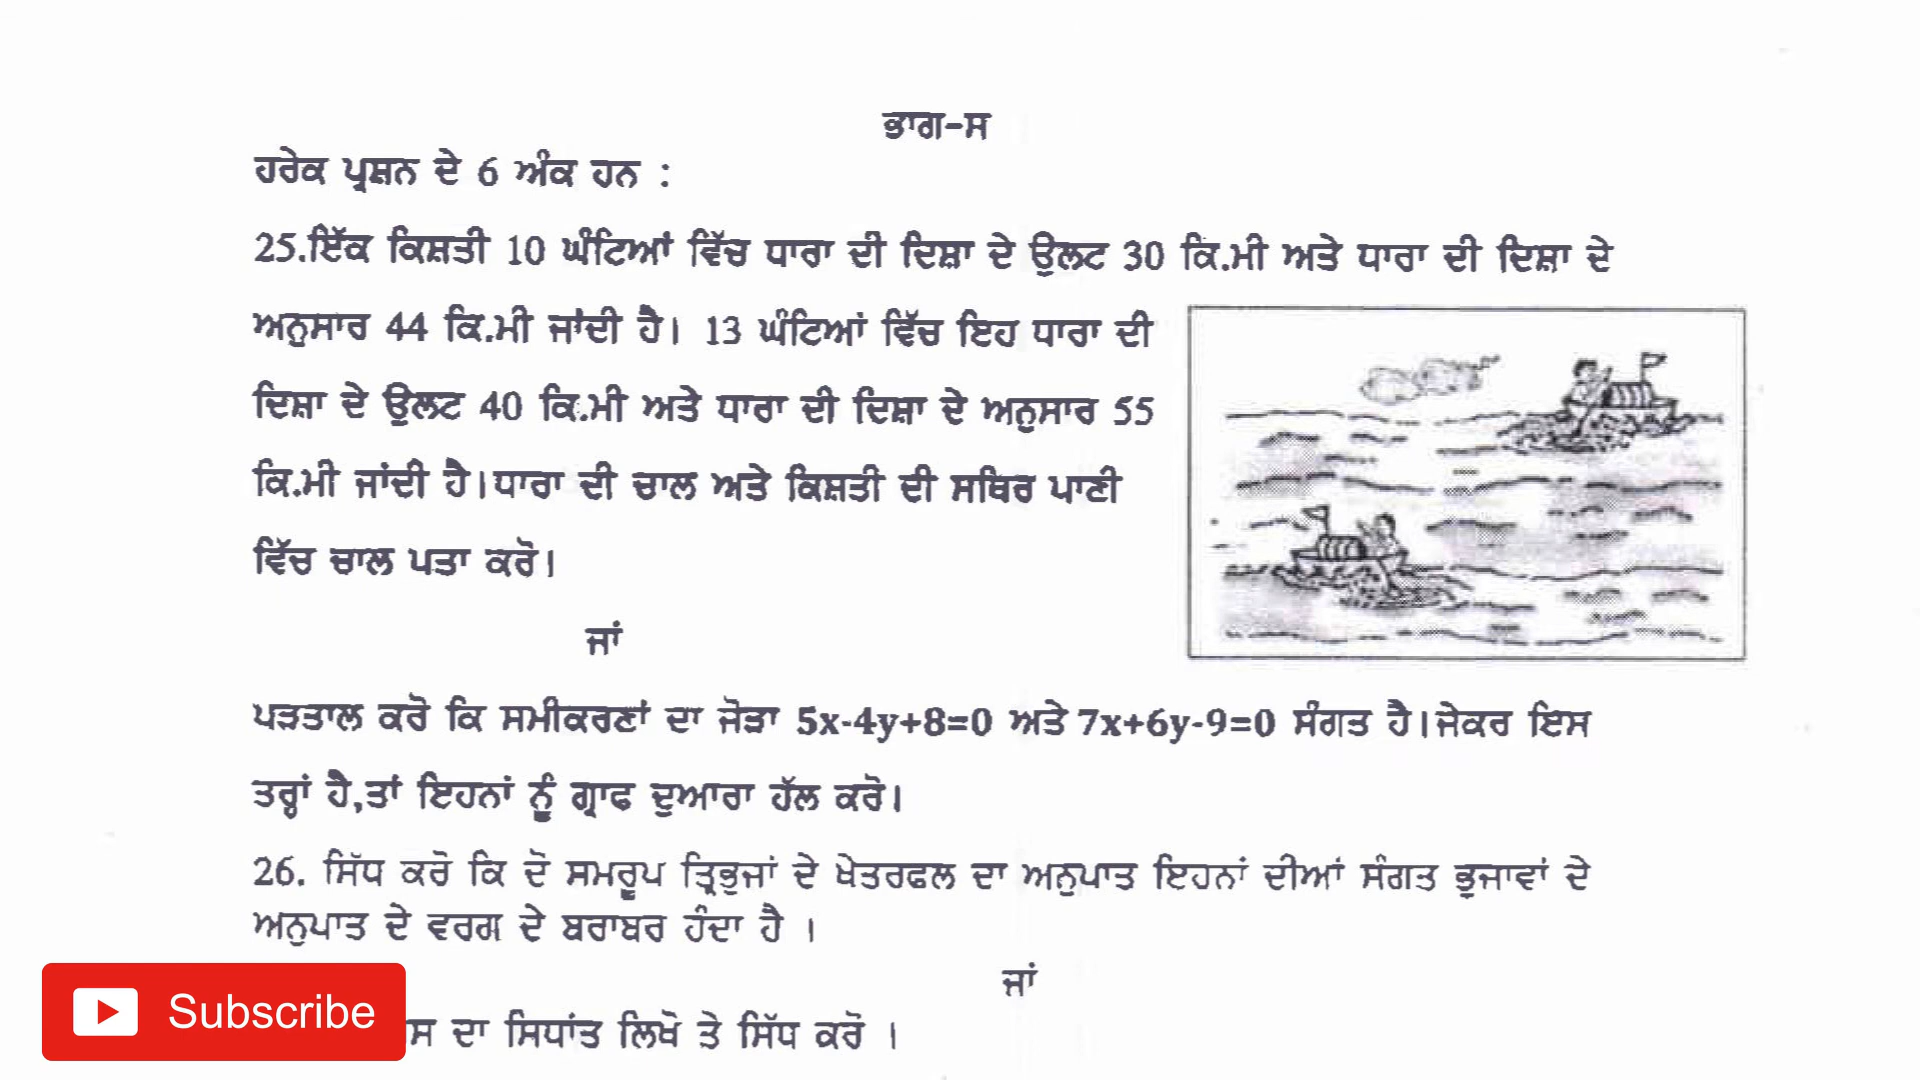 ਭਾਗ-ਸ
ਹਰੇਕ ਪ੍ਰਸ਼ਨ ਦੇ 6 ਅੰਕ ਹਨ :
25.ਇੱਕ ਕਿਸ਼ਤੀ 10 ਘੰਟਿਆਂ ਵਿੱਚ ਧਾਰਾ ਦੀ ਦਿਸ਼ਾ ਦੇ ਉਲਟ 30 ਕਿ.ਮੀ ਅਤੇ ਧਾਰਾ ਦੀ ਦਿਸ਼ਾ ਦੇ
ਅਨੁਸਾਰ 44 ਕਿ.ਮੀ ਜਾਂਦੀ ਹੈ। 13 ਘੰਟਿਆਂ ਵਿੱਚ ਇਹ ਧਾਰਾ ਦੀ
ਦਿਸ਼ਾ ਦੇ ਉਲਟ 40 ਕਿ.ਮੀ ਅਤੇ ਧਾਰਾ ਦੀ ਦਿਸ਼ਾ ਦੇ ਅਨੁਸਾਰ 55
ਕਿ.ਮੀ ਜਾਂਦੀ ਹੈ।ਧਾਰਾ ਦੀ ਚਾਲ ਅਤੇ ਕਿਸ਼ਤੀ ਦੀ ਸਥਿਰ ਪਾਣੀ
ਵਿੱਚ ਚਾਲ ਪਤਾ ਕਰੋ।
ਜਾਂ
ਪੜਤਾਲ ਕਰੋ ਕਿ ਸਮੀਕਰਣਾਂ ਦਾ ਜੋੜਾ 5x-4y+8=0 ਅਤੇ 7x+6y-9=0 ਸੰਗਤ ਹੈ।ਜੇਕਰ ਇਸ
ਤਰ੍ਹਾਂ ਹੈ,ਤਾਂ ਇਹਨਾਂ ਨੂੰ ਗ੍ਰਾਫ ਦੁਆਰਾ ਹੱਲ ਕਰੋ।
26. ਸਿੱਧ ਕਰੋ ਕਿ ਦੋ ਸਮਰੂਪ ਤ੍ਰਿਭੁਜਾਂ ਦੇ ਖੇਤਰਫਲ ਦਾ ਅਨੁਪਾਤ ਇਹਨਾਂ ਦੀਆਂ ਸੰਗਤ ਭੁਜਾਵਾਂ ਦੇ
ਅਨੁਪਾਤ ਦੇ ਵਰਗ ਦੇ ਬਰਾਬਰ ਹੰਦਾ ਹੈ ।
ਜਾਂ
ਦਾ ਸਿਧਾਂਤ ਲਿਖੋ ਤੇ ਸਿੱਧ ਕਰੋ ।
Subscribe